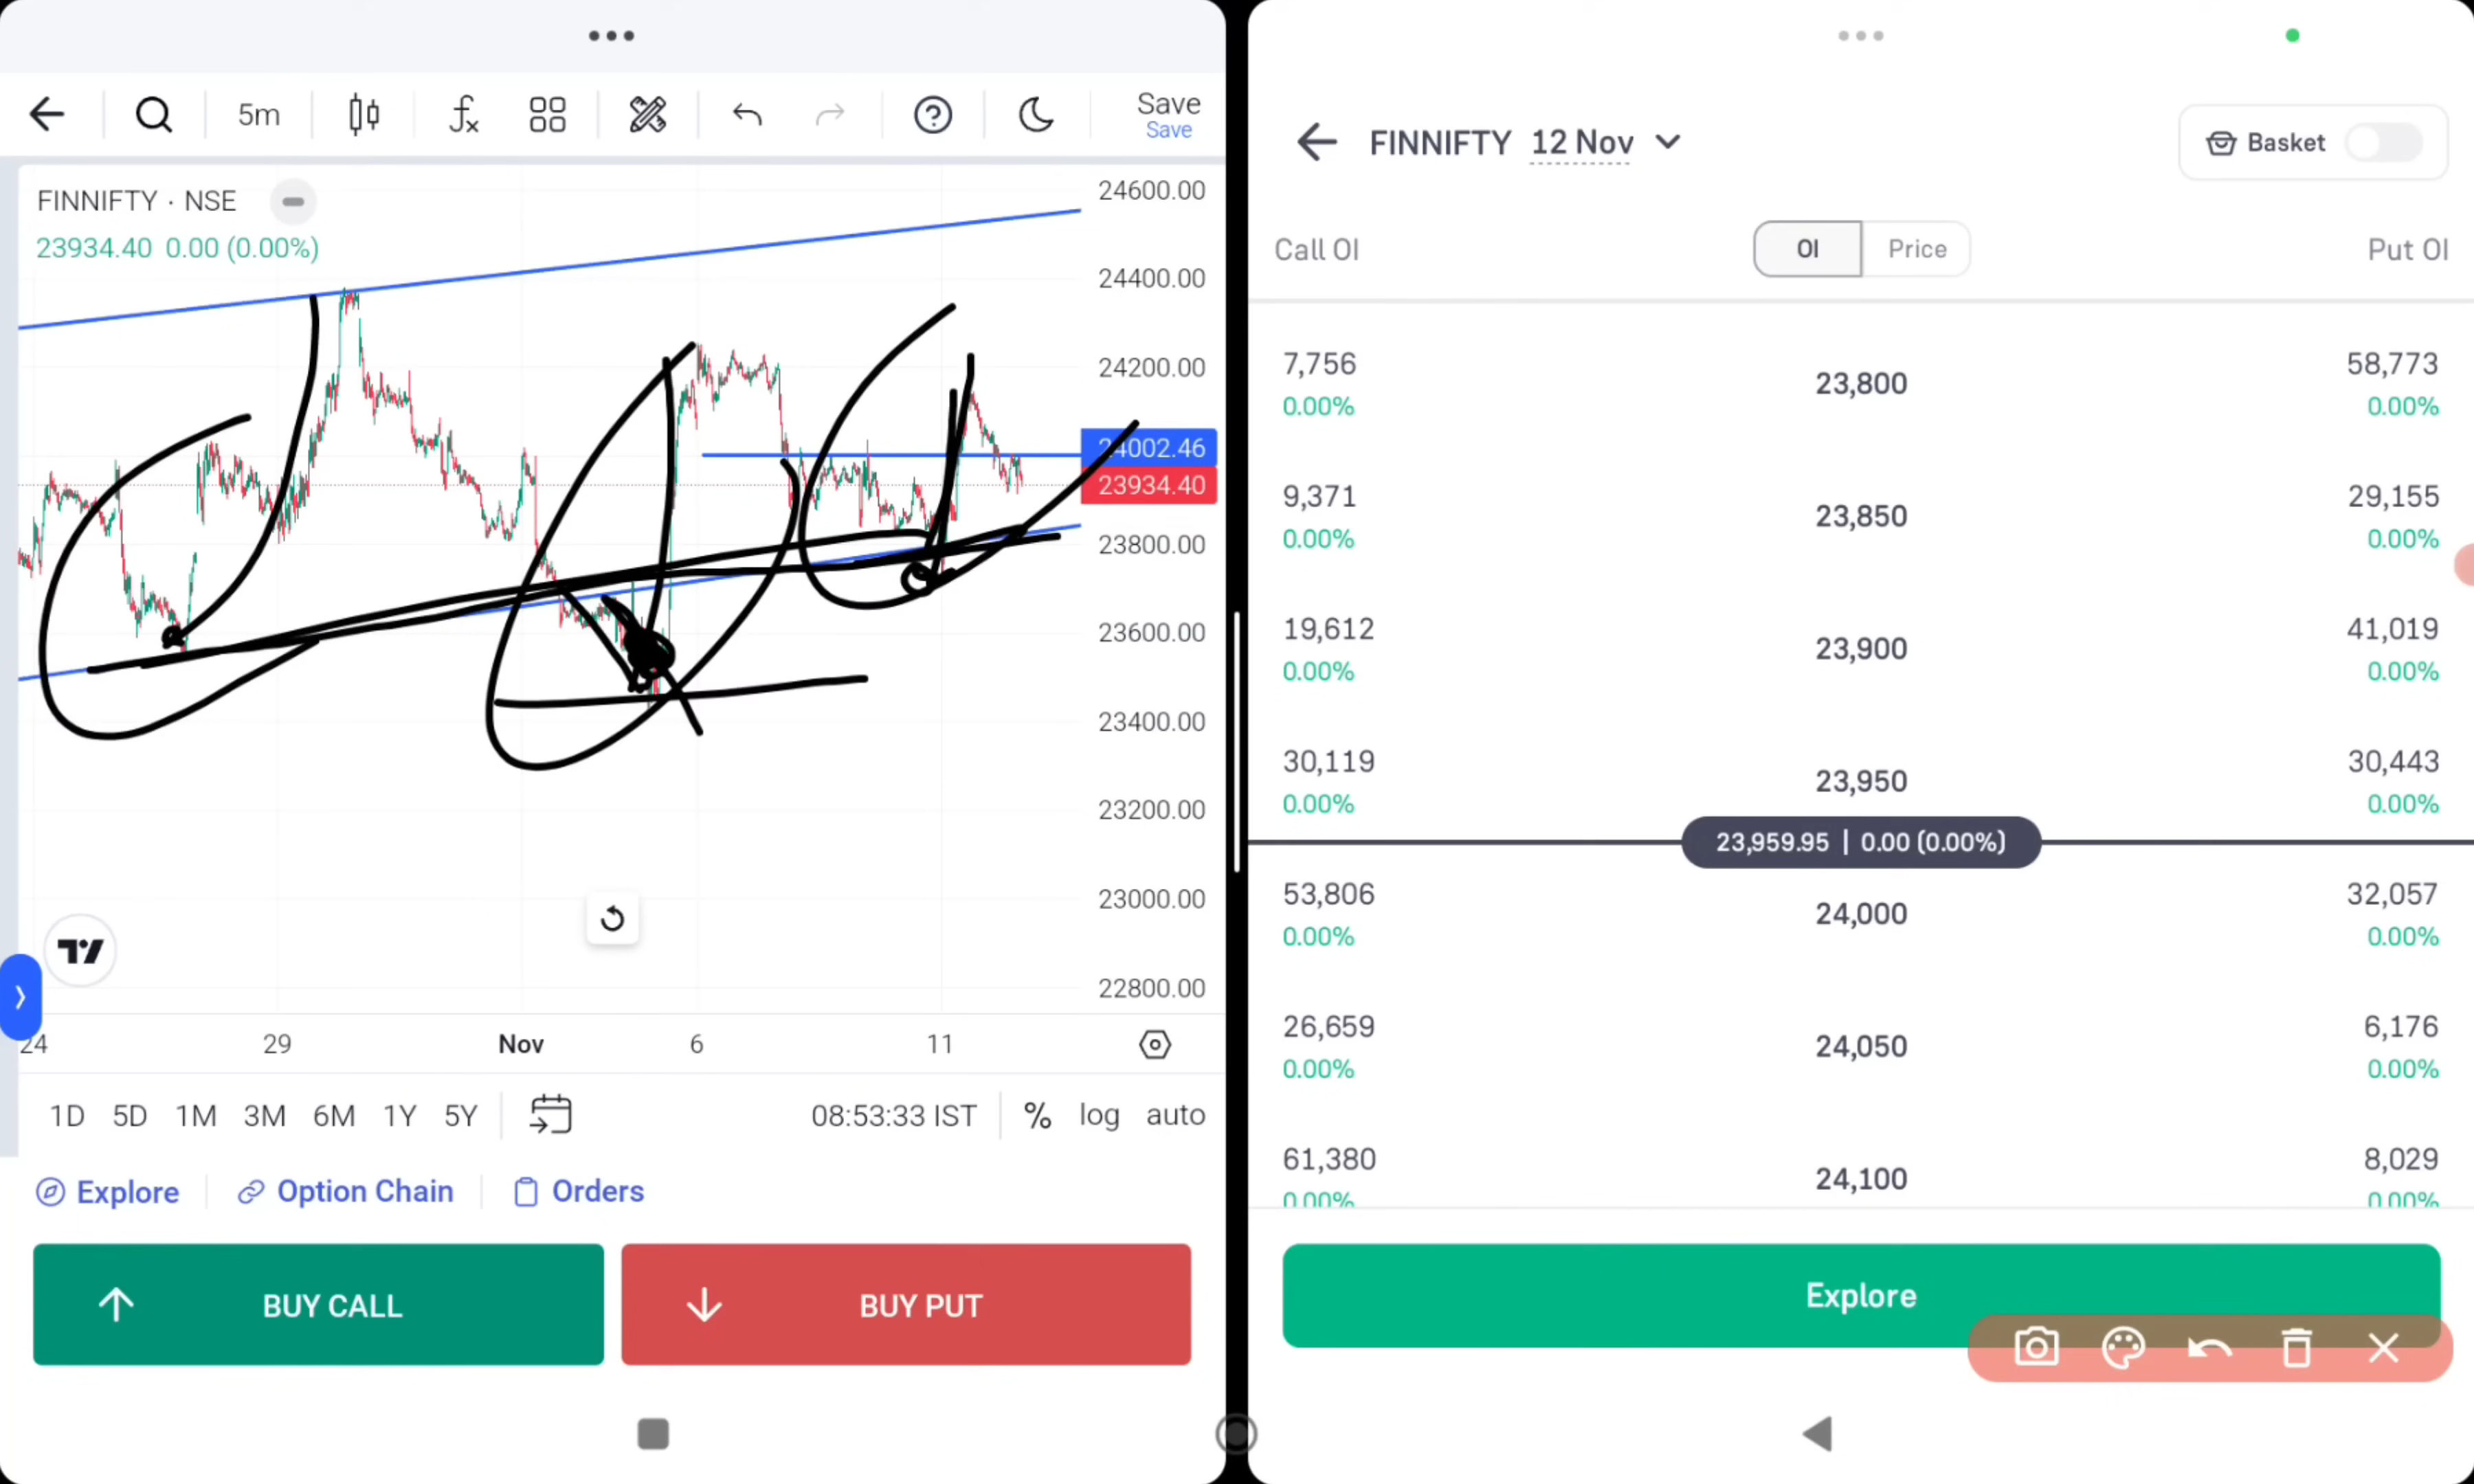 5m
Save
Save
FINNIFTY · NSE
23934.40 0.00 (0.00%)
24600.00
24400.00
24200.00
24002.46
23934.40
23800.00
23600.00
23400.00
23200.00
23000.00
22800.00
24 29 Nov 6 11
1D 5D 1M 3M 6M 1Y 5Y 08:53:33 IST % log auto
Explore Option Chain Orders
BUY CALL BUY PUT
FINNIFTY 12 Nov Basket
Call OI OI Price Put OI
7,756 23,800 58,773
0.00% 0.00%
9,371 23,850 29,155
0.00% 0.00%
19,612 23,900 41,019
0.00% 0.00%
30,119 23,950 30,443
0.00% 0.00%
23,959.95 | 0.00 (0.00%)
53,806 24,000 32,057
0.00% 0.00%
26,659 24,050 6,176
0.00% 0.00%
61,380 24,100 8,029
0.00% 0.00%
Explore